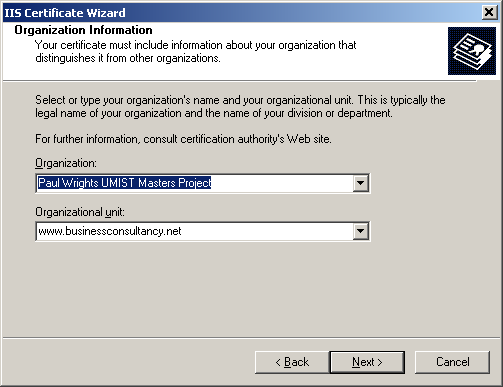 IIS Certificate Wizard
Organization Information
Your certificate must include information about your organization that
distinguishes it from other organizations.
Select or type your organization's name and your organizational unit. This is typically the
legal name of your organization and the name of your division or department.
For further information, consult certification authority's Web site.
Organization:
Paul Wrights UMIST Masters Project
Organizational unit:
www.businessconsultancy.net
< Back Next > Cancel